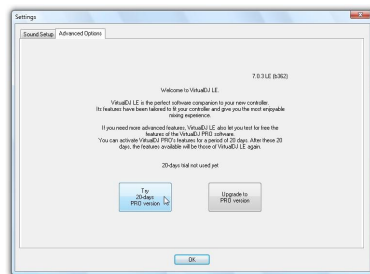 Settings
Sound Setup Advanced Options
7.0.3 LE (b362)
Welcome to VirtualDJ LE.
VirtualDJ LE is the perfect software companion to your new controller.
Its features have been tailored to fit your controller and give you the most enjoyable
mixing experience.
If you need more advanced features, VirtualDJ LE also let you test for free the
features of the VirtualDJ PRO software.
You can activate VirtualDJ PRO's features for a period of 20 days. After these 20
days, the features available will be those of VirtualDJ LE again.
20-days trial not used yet
Try
20-days
PRO version
Upgrade to
PRO version
OK